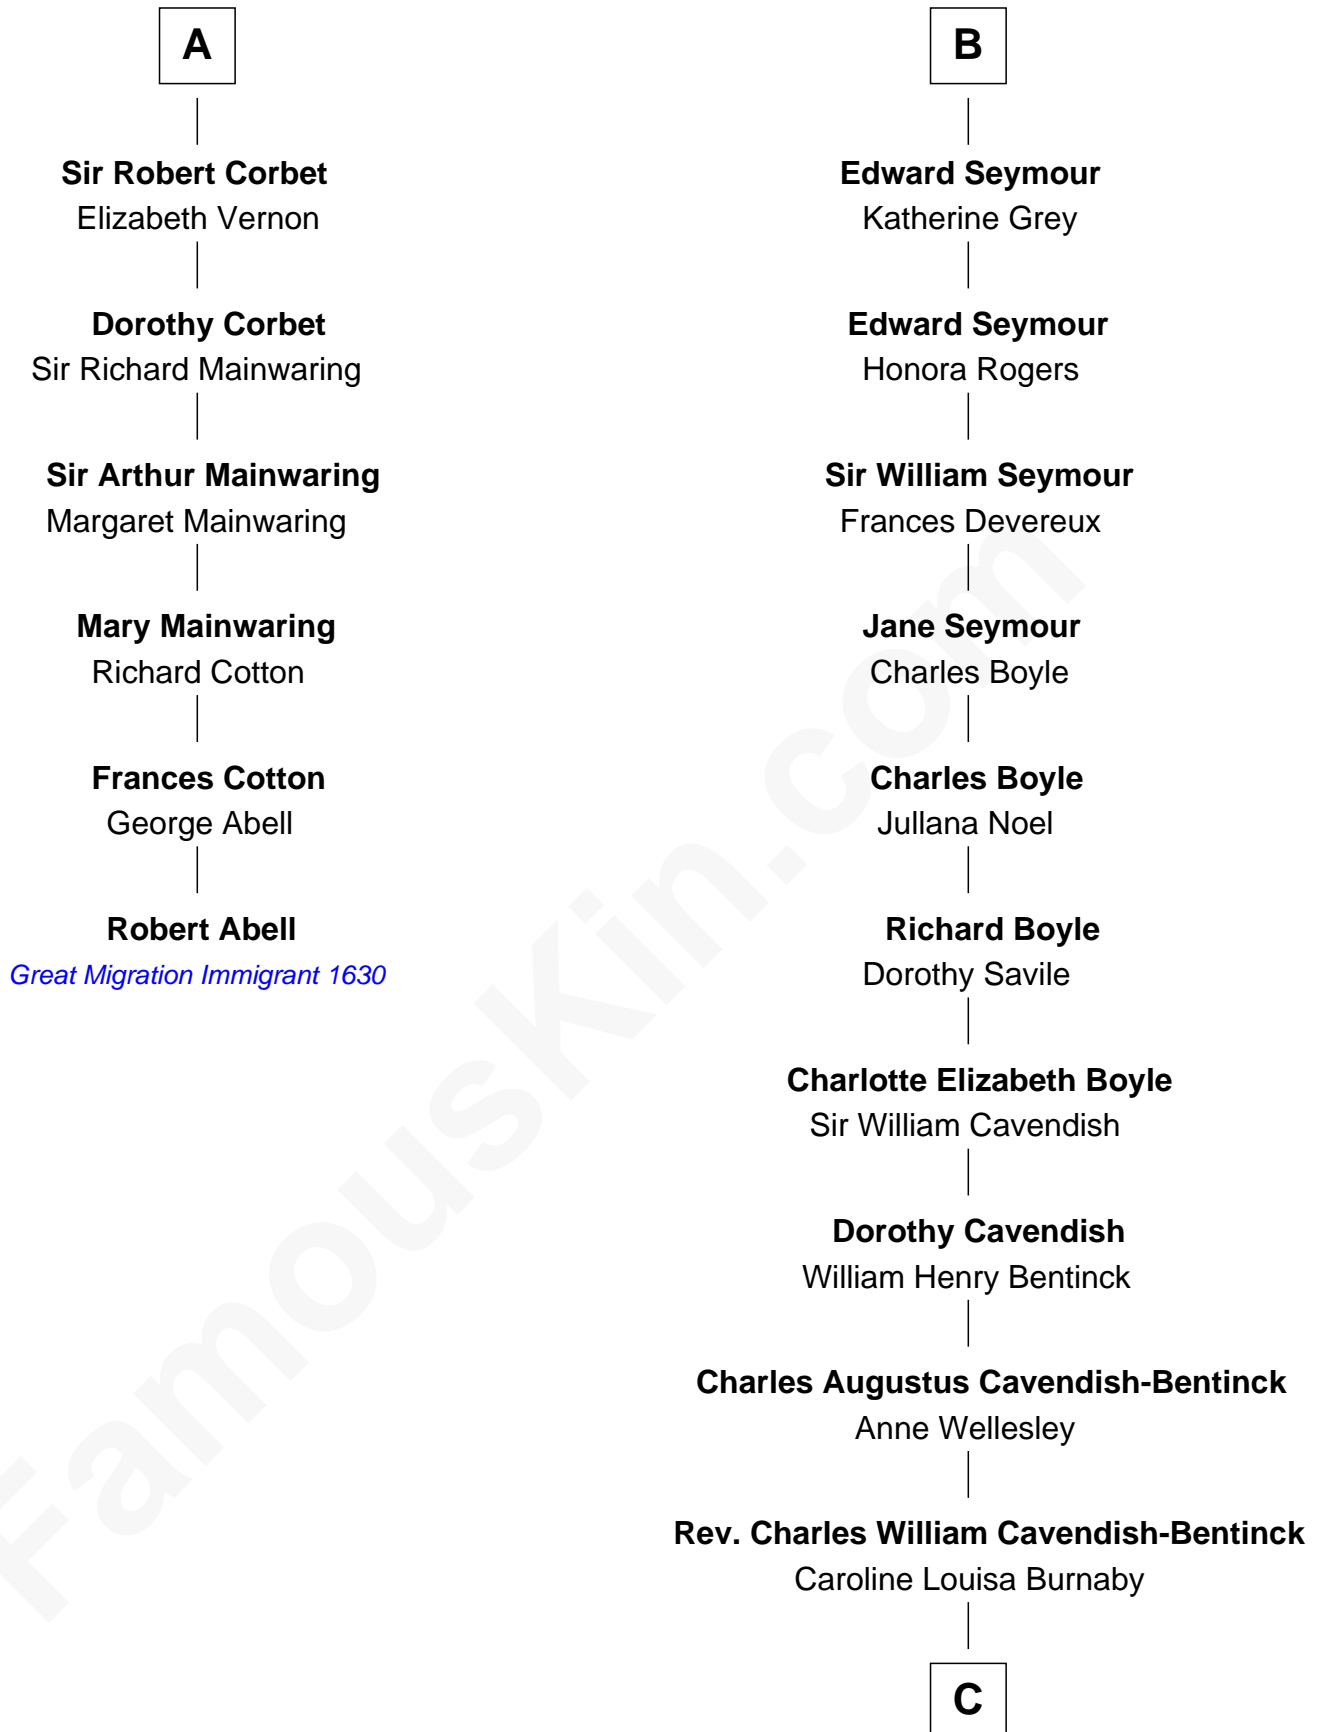 A
Sir Robert Corbet
Elizabeth Vernon
Dorothy Corbet
Sir Richard Mainwaring
Sir Arthur Mainwaring
Margaret Mainwaring
Mary Mainwaring
Richard Cotton
Frances Cotton
George Abell
Robert Abell
Great Migration Immigrant 1630
B
Edward Seymour
Katherine Grey
Edward Seymour
Honora Rogers
Sir William Seymour
Frances Devereux
Jane Seymour
Charles Boyle
Charles Boyle
Jullana Noel
Richard Boyle
Dorothy Savile
Charlotte Elizabeth Boyle
Sir William Cavendish
Dorothy Cavendish
William Henry Bentinck
Charles Augustus Cavendish-Bentinck
Anne Wellesley
Rev. Charles William Cavendish-Bentinck
Caroline Louisa Burnaby
C
FamousKin.com